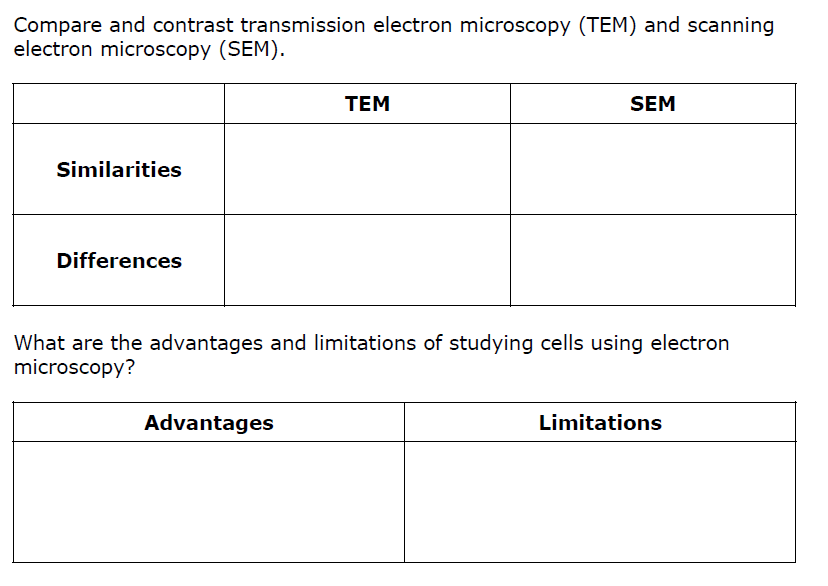 Compare and contrast transmission electron microscopy (TEM) and scanning
electron microscopy (SEM).
TEM SEM
Similarities
Differences
What are the advantages and limitations of studying cells using electron
microscopy?
Advantages Limitations